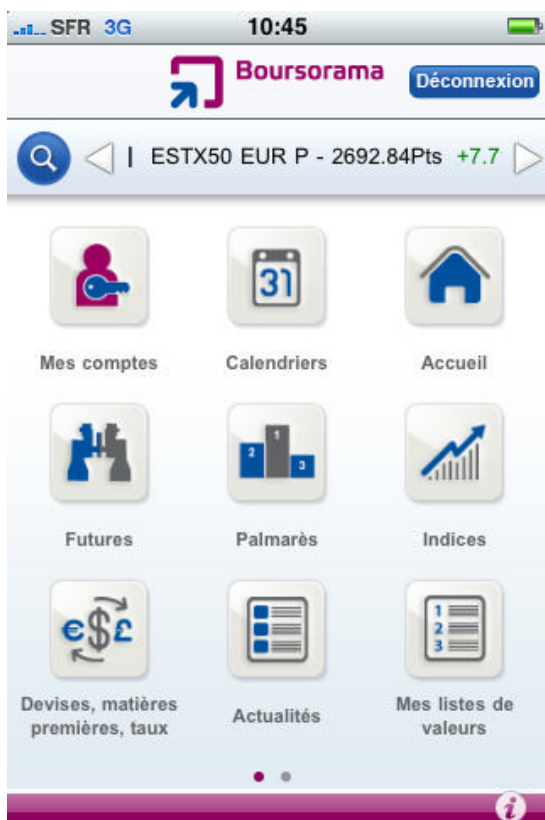 SFR 3G 10:45
Boursorama
Déconnexion
| ESTX50 EUR P - 2692.84Pts +7.7
31
Mes comptes Calendriers Accueil
1
2
3
Futures Palmarès Indices
€$£
1
2
3
Devises, matières premières, taux
Actualités
Mes listes de valeurs
i